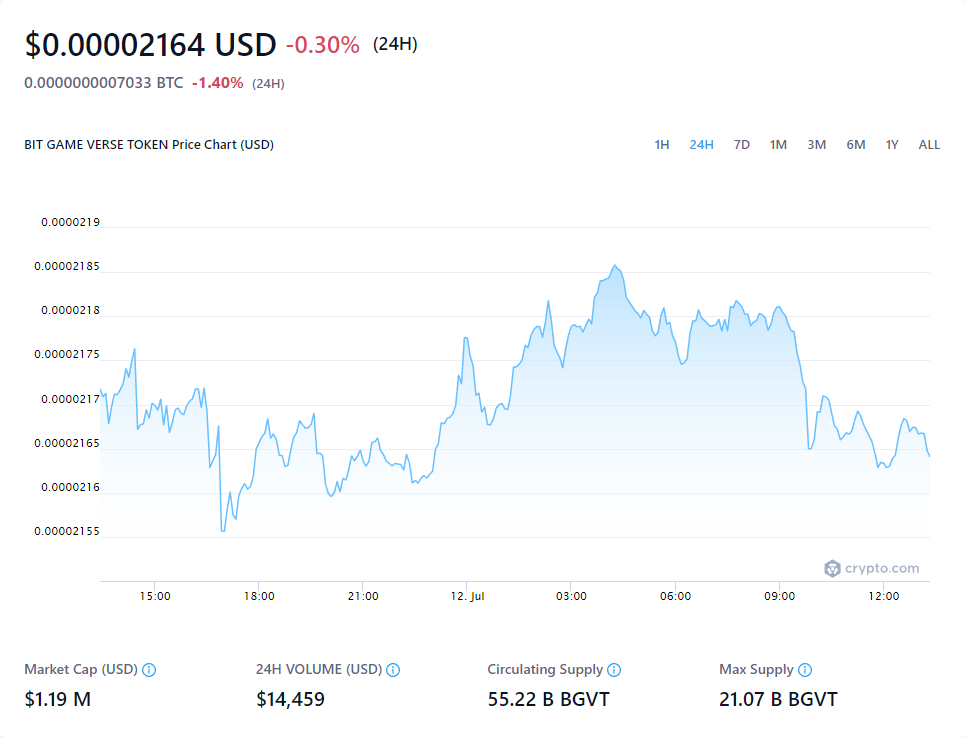 $0.00002164 USD -0.30% (24H)
0.0000000007033 BTC -1.40% (24H)
BIT GAME VERSE TOKEN Price Chart (USD) 1H 24H 7D 1M 3M 6M 1Y ALL
0.0000219
0.00002185
0.0000218
0.00002175
0.0000217
0.00002165
0.0000216
0.00002155
crypto.com
15:00 18:00 21:00 12. Jul 03:00 06:00 09:00 12:00
Market Cap (USD) 24H VOLUME (USD) Circulating Supply Max Supply
$1.19 M $14,459 55.22 B BGVT 21.07 B BGVT